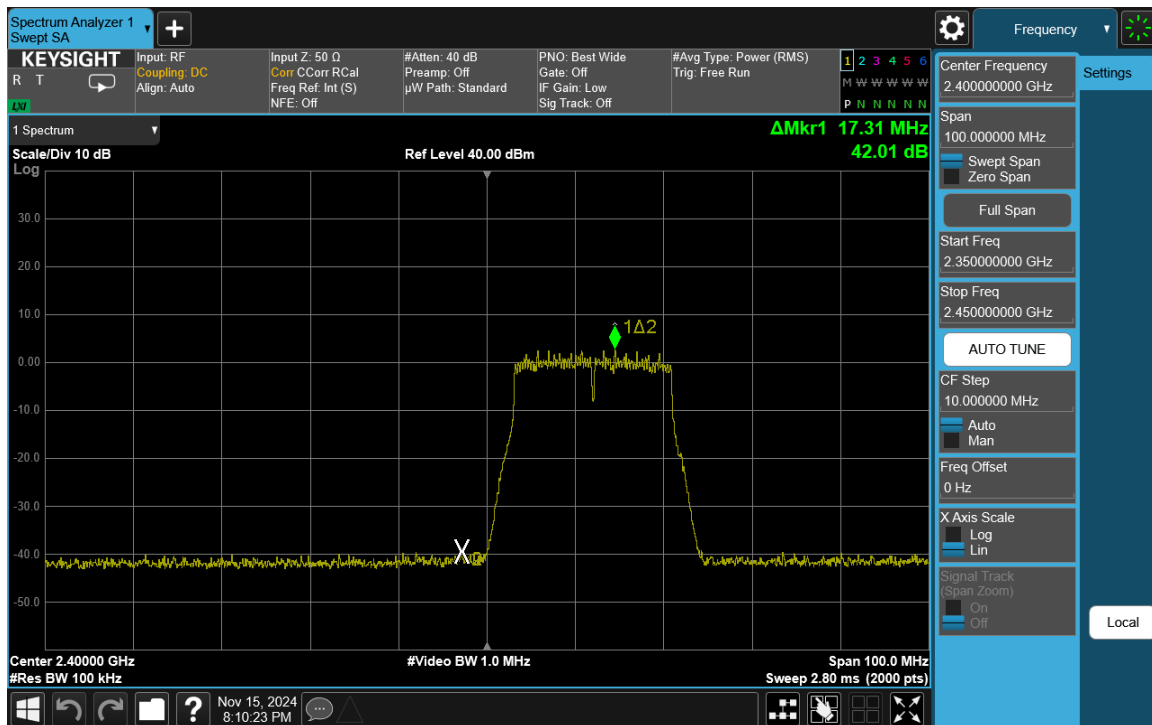 Spectrum Analyzer 1
Swept SA
+
Frequency
KEYSIGHT
R T
LXI
Input: RF
Coupling: DC
Align: Auto
Input Z: 50 Ω
Corr CCorr RCal
Freq Ref: Int (S)
NFE: Off
#Atten: 40 dB
Preamp: Off
µW Path: Standard
PNO: Best Wide
Gate: Off
IF Gain: Low
Sig Track: Off
#Avg Type: Power (RMS)
Trig: Free Run
1 2 3 4 5 6
M W W W W W
P N N N N N
1 Spectrum
Scale/Div 10 dB
Log
Ref Level 40.00 dBm
ΔMkr1 17.31 MHz
42.01 dB
30.0
20.0
10.0
0.00
-10.0
-20.0
-30.0
-40.0
-50.0
1Δ2
X
Center 2.40000 GHz
#Res BW 100 kHz
#Video BW 1.0 MHz
Span 100.0 MHz
Sweep 2.80 ms (2000 pts)
Center Frequency
2.400000000 GHz
Span
100.000000 MHz
Swept Span
Zero Span
Full Span
Start Freq
2.350000000 GHz
Stop Freq
2.450000000 GHz
AUTO TUNE
CF Step
10.000000 MHz
Auto
Man
Freq Offset
0 Hz
X Axis Scale
Log
Lin
Signal Track
(Span Zoom)
On
Off
Settings
Local
?
Nov 15, 2024
8:10:23 PM